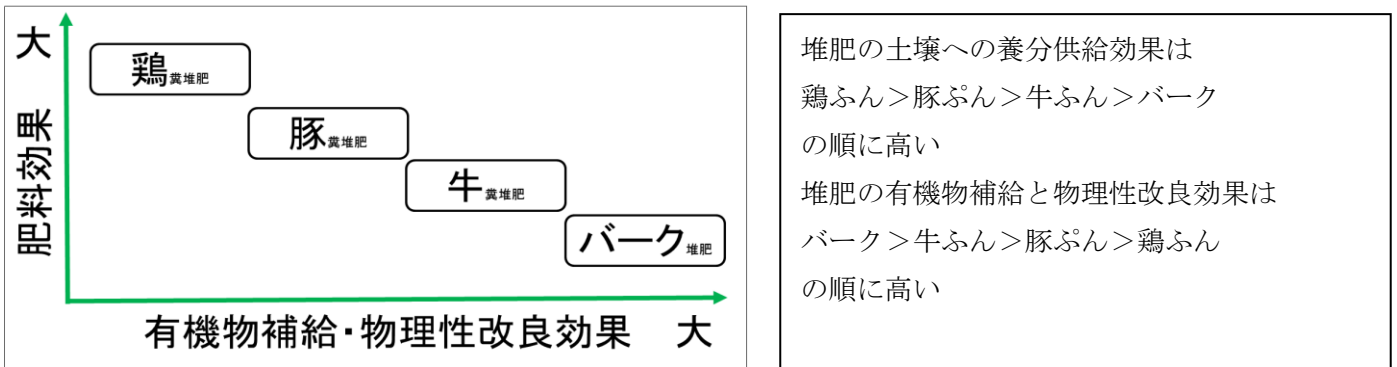 大
肥料効果
鶏糞堆肥
豚糞堆肥
牛糞堆肥
バーク堆肥
有機物補給・物理性改良効果 大
堆肥の土壌への養分供給効果は
鶏ふん＞豚ぷん＞牛ふん＞バーク
の順に高い
堆肥の有機物補給と物理性改良効果は
バーク＞牛ふん＞豚ぷん＞鶏ふん
の順に高い